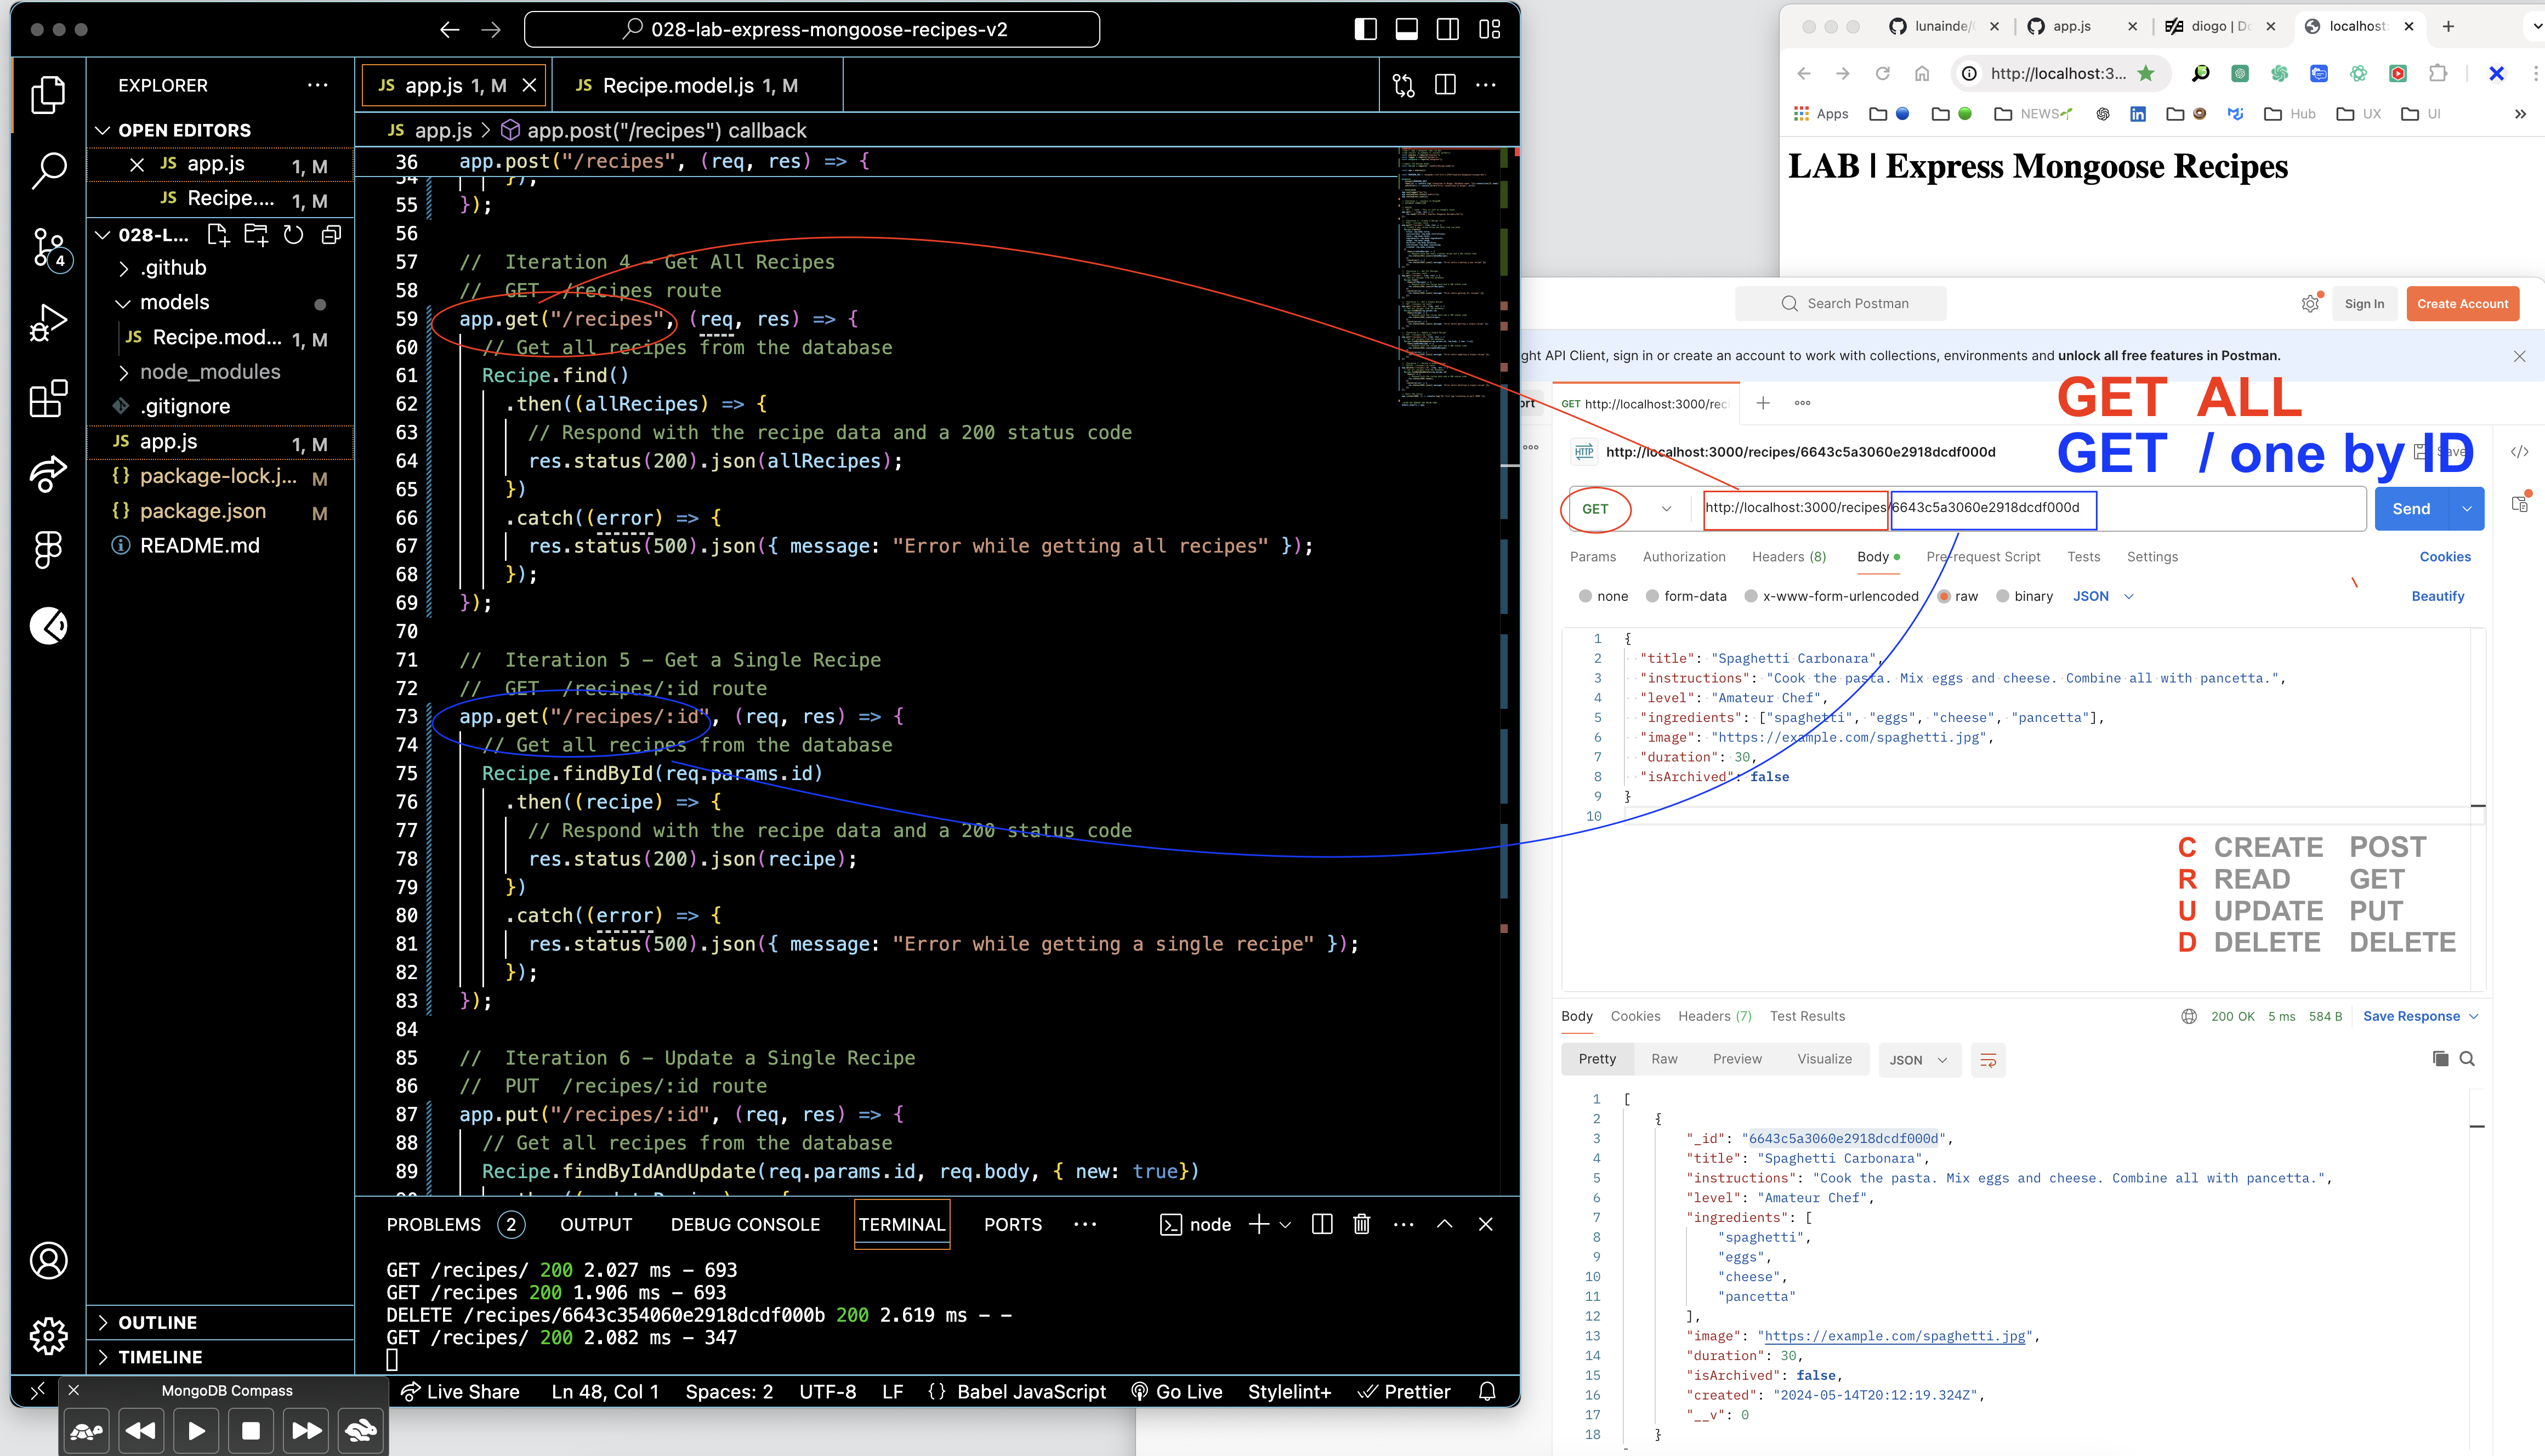 028-lab-express-mongoose-recipes-v2
EXPLORER
OPEN EDITORS
JS app.js 1, M
JS Recipe.... 1, M
028-L...
.github
models
JS Recipe.mod... 1, M
node_modules
.gitignore
JS app.js 1, M
{} package-lock.j... M
{} package.json M
README.md
4
OUTLINE
TIMELINE
JS app.js 1, M
JS Recipe.model.js 1, M
JS app.js > app.post("/recipes") callback
36 app.post("/recipes", (req, res) => {
54 });
55 });
56
57 // Iteration 4 - Get All Recipes
58 // GET /recipes route
59 app.get("/recipes", (req, res) => {
60 // Get all recipes from the database
61 Recipe.find()
62 .then((allRecipes) => {
63 // Respond with the recipe data and a 200 status code
64 res.status(200).json(allRecipes);
65 })
66 .catch((error) => {
67 res.status(500).json({ message: "Error while getting all recipes" });
68 });
69 });
70
71 // Iteration 5 - Get a Single Recipe
72 // GET /recipes/:id route
73 app.get("/recipes/:id", (req, res) => {
74 // Get all recipes from the database
75 Recipe.findById(req.params.id)
76 .then((recipe) => {
77 // Respond with the recipe data and a 200 status code
78 res.status(200).json(recipe);
79 })
80 .catch((error) => {
81 res.status(500).json({ message: "Error while getting a single recipe" });
82 });
83 });
84
85 // Iteration 6 - Update a Single Recipe
86 // PUT /recipes/:id route
87 app.put("/recipes/:id", (req, res) => {
88 // Get all recipes from the database
89 Recipe.findByIdAndUpdate(req.params.id, req.body, { new: true})
PROBLEMS 2 OUTPUT DEBUG CONSOLE TERMINAL PORTS node
GET /recipes/ 200 2.027 ms - 693
GET /recipes 200 1.906 ms - 693
DELETE /recipes/6643c354060e2918dcdf000b 200 2.619 ms - -
GET /recipes/ 200 2.082 ms - 347
Live Share Ln 48, Col 1 Spaces: 2 UTF-8 LF {} Babel JavaScript Go Live Stylelint+ Prettier
MongoDB Compass
lunainde/ app.js diogo | Do localhost:
http://localhost:3...
Apps NEWS Hub UX UI
LAB | Express Mongoose Recipes
Search Postman Sign In Create Account
ght API Client, sign in or create an account to work with collections, environments and unlock all free features in Postman.
ort GET http://localhost:3000/reci
GET ALL
HTTP http://localhost:3000/recipes/6643c5a3060e2918dcdf000d Save
GET / one by ID
GET http://localhost:3000/recipes/6643c5a3060e2918dcdf000d Send
Params Authorization Headers (8) Body Pre-request Script Tests Settings Cookies
none form-data x-www-form-urlencoded raw binary JSON Beautify
1 {
2 "title": "Spaghetti Carbonara",
3 "instructions": "Cook the pasta. Mix eggs and cheese. Combine all with pancetta.",
4 "level": "Amateur Chef",
5 "ingredients": ["spaghetti", "eggs", "cheese", "pancetta"],
6 "image": "https://example.com/spaghetti.jpg",
7 "duration": 30,
8 "isArchived": false
9 }
10
C CREATE POST
R READ GET
U UPDATE PUT
D DELETE DELETE
Body Cookies Headers (7) Test Results 200 OK 5 ms 584 B Save Response
Pretty Raw Preview Visualize JSON
1 [
2 {
3 "_id": "6643c5a3060e2918dcdf000d",
4 "title": "Spaghetti Carbonara",
5 "instructions": "Cook the pasta. Mix eggs and cheese. Combine all with pancetta.",
6 "level": "Amateur Chef",
7 "ingredients": [
8 "spaghetti",
9 "eggs",
10 "cheese",
11 "pancetta"
12 ],
13 "image": "https://example.com/spaghetti.jpg",
14 "duration": 30,
15 "isArchived": false,
16 "created": "2024-05-14T20:12:19.324Z",
17 "__v": 0
18 }